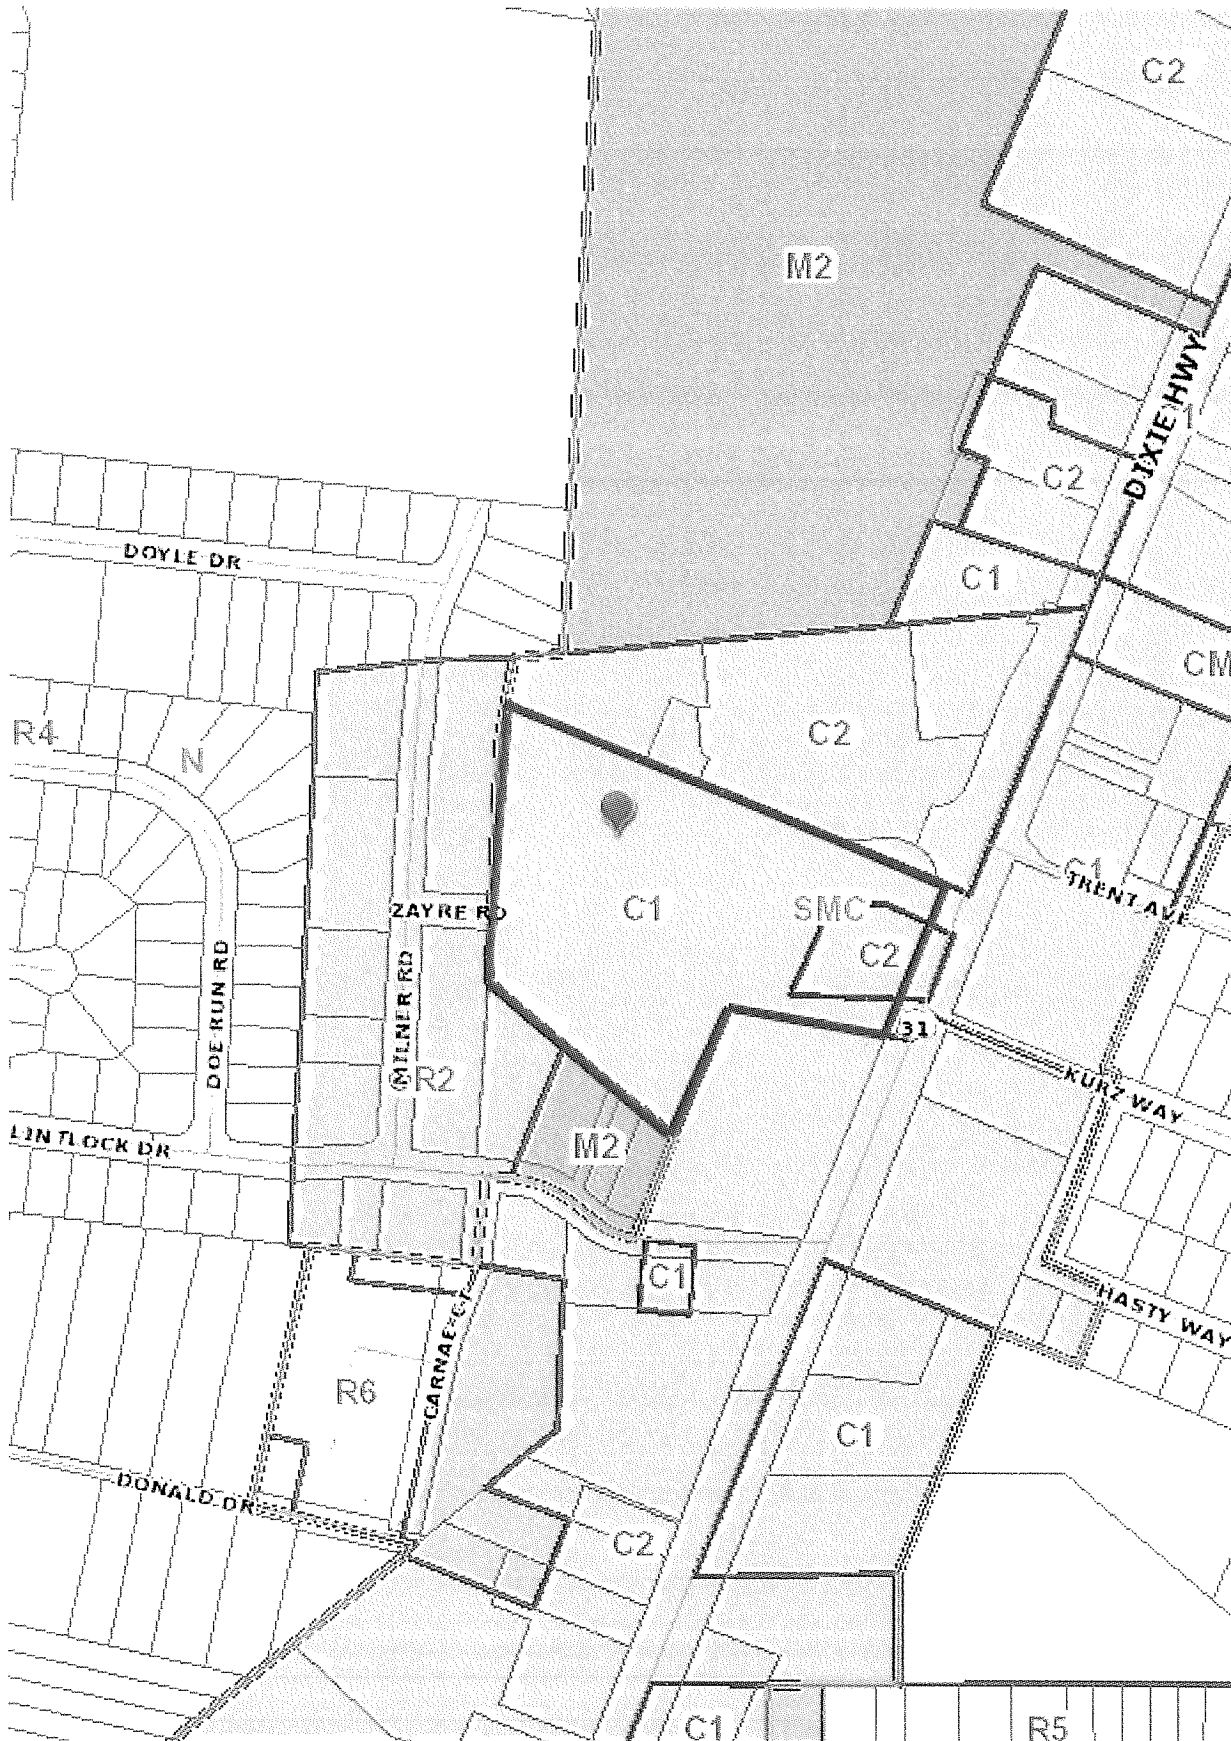 C2
M2
DIXIE HWY
C2
DOYLE DR
C1
CM
R4
N
C2
C1
TRENT AVE
ZAYRE RD
C1
SMC
C2
DOE RUN RD
MILNER RD
31
R2
KURZ WAY
LINTLOCK DR
M2
C1
HASTY WAY
CARNAE CT
R6
C1
DONALD DR
C2
C1
R5